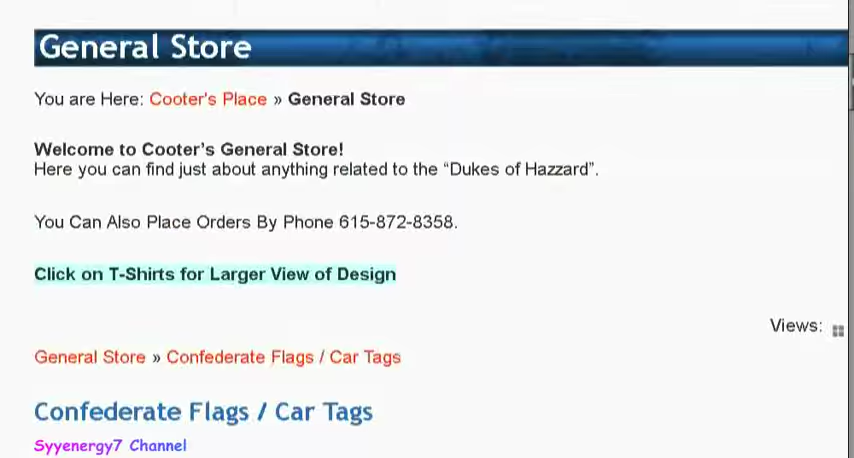 General Store
You are Here: Cooter's Place » General Store
Welcome to Cooter's General Store!
Here you can find just about anything related to the “Dukes of Hazzard”.
You Can Also Place Orders By Phone 615-872-8358.
Click on T-Shirts for Larger View of Design
Views:
General Store » Confederate Flags / Car Tags
Confederate Flags / Car Tags
Syyenergy7 Channel